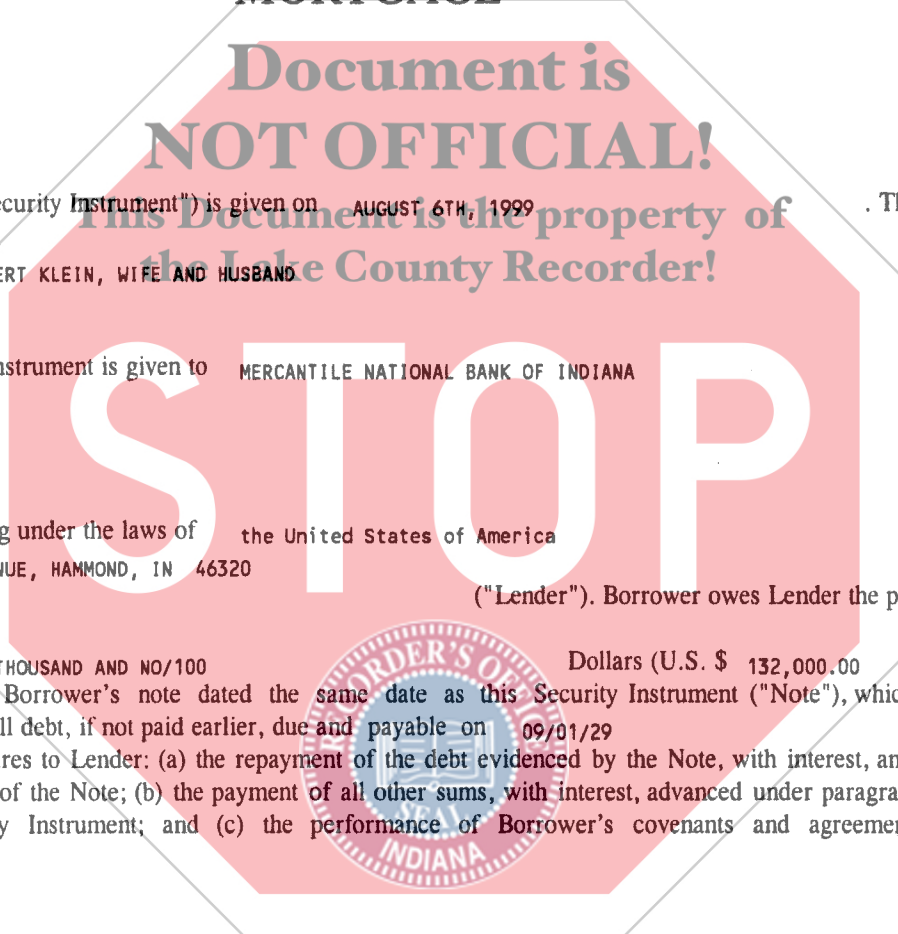 MORTGAGE
Document is
NOT OFFICIAL!
ecurity Instrument") is given on AUGUST 6TH, 1999 . Th
This Document is the property of
ERT KLEIN, WIFE AND HUSBAND
the Lake County Recorder!
nstrument is given to MERCANTILE NATIONAL BANK OF INDIANA
STOP
g under the laws of the United States of America
NUE, HAMMOND, IN 46320
("Lender"). Borrower owes Lender the p
THOUSAND AND NO/100 Dollars (U.S. $ 132,000.00
Borrower's note dated the same date as this Security Instrument ("Note"), whic
ll debt, if not paid earlier, due and payable on 09/01/29
res to Lender: (a) the repayment of the debt evidenced by the Note, with interest, an
of the Note; (b) the payment of all other sums, with interest, advanced under paragra
y Instrument; and (c) the performance of Borrower's covenants and agreemen
RECORDER'S OFFICE
SEAL
INDIANA